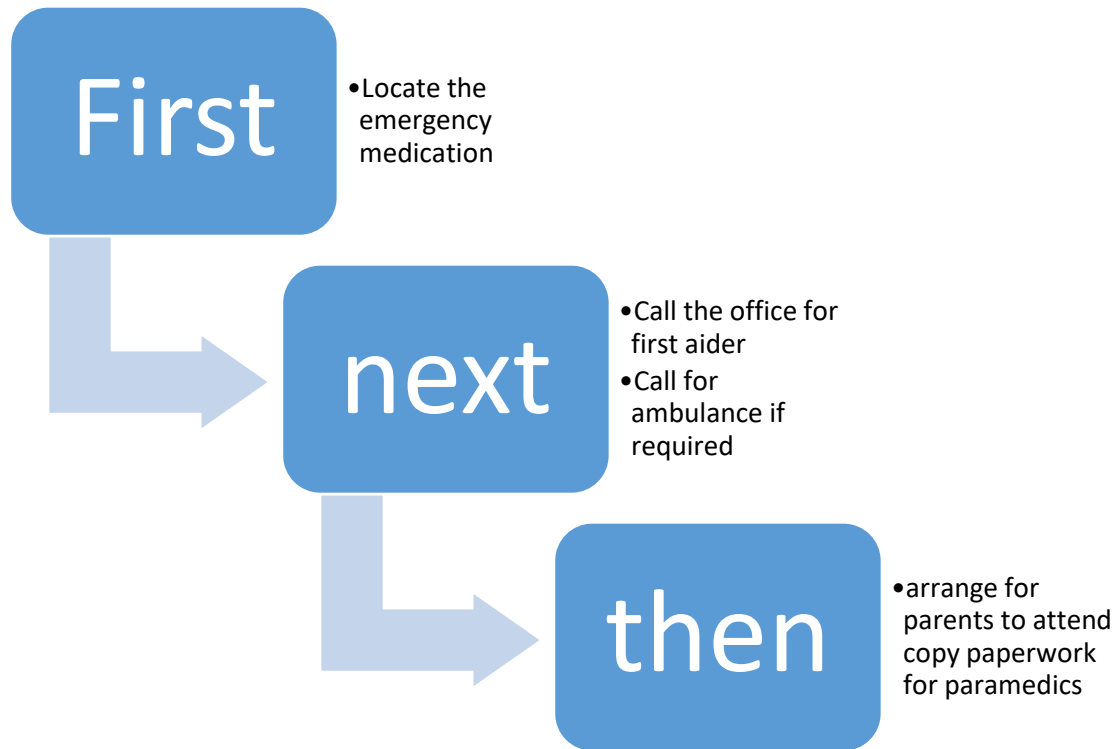 First
•Locate the
emergency
medication
next
•Call the office for
first aider
•Call for
ambulance if
required
then
•arrange for
parents to attend
copy paperwork
for paramedics